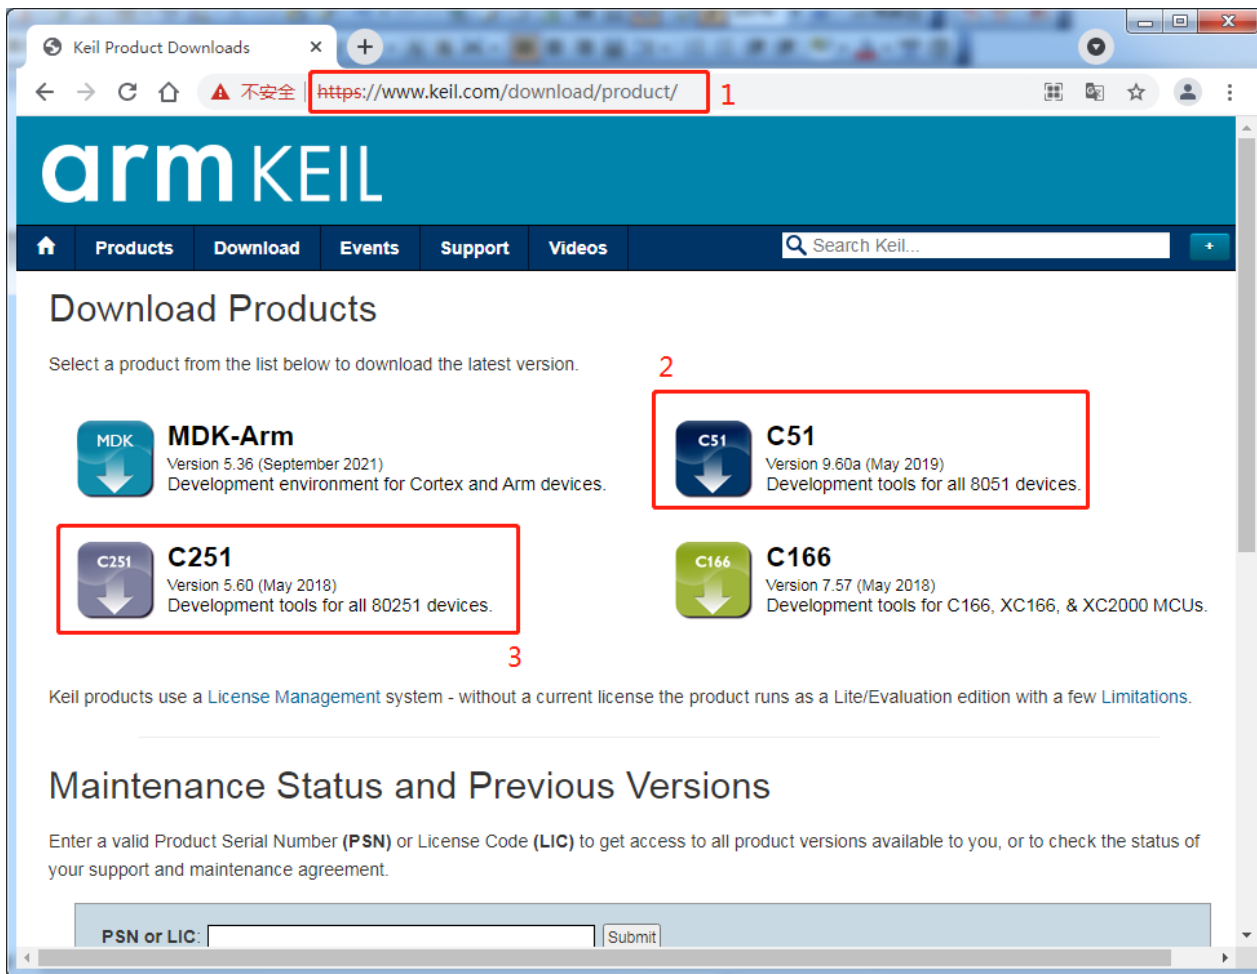 Keil Product Downloads
不安全 https://www.keil.com/download/product/ 1
arm KEIL
Products Download Events Support Videos Search Keil... +
Download Products
Select a product from the list below to download the latest version.
2
MDK
MDK-Arm
Version 5.36 (September 2021)
Development environment for Cortex and Arm devices.
C51
C51
Version 9.60a (May 2019)
Development tools for all 8051 devices.
C251
C251
Version 5.60 (May 2018)
Development tools for all 80251 devices.
C166
C166
Version 7.57 (May 2018)
Development tools for C166, XC166, & XC2000 MCUs.
3
Keil products use a License Management system - without a current license the product runs as a Lite/Evaluation edition with a few Limitations.
Maintenance Status and Previous Versions
Enter a valid Product Serial Number (PSN) or License Code (LIC) to get access to all product versions available to you, or to check the status of
your support and maintenance agreement.
PSN or LIC: Submit